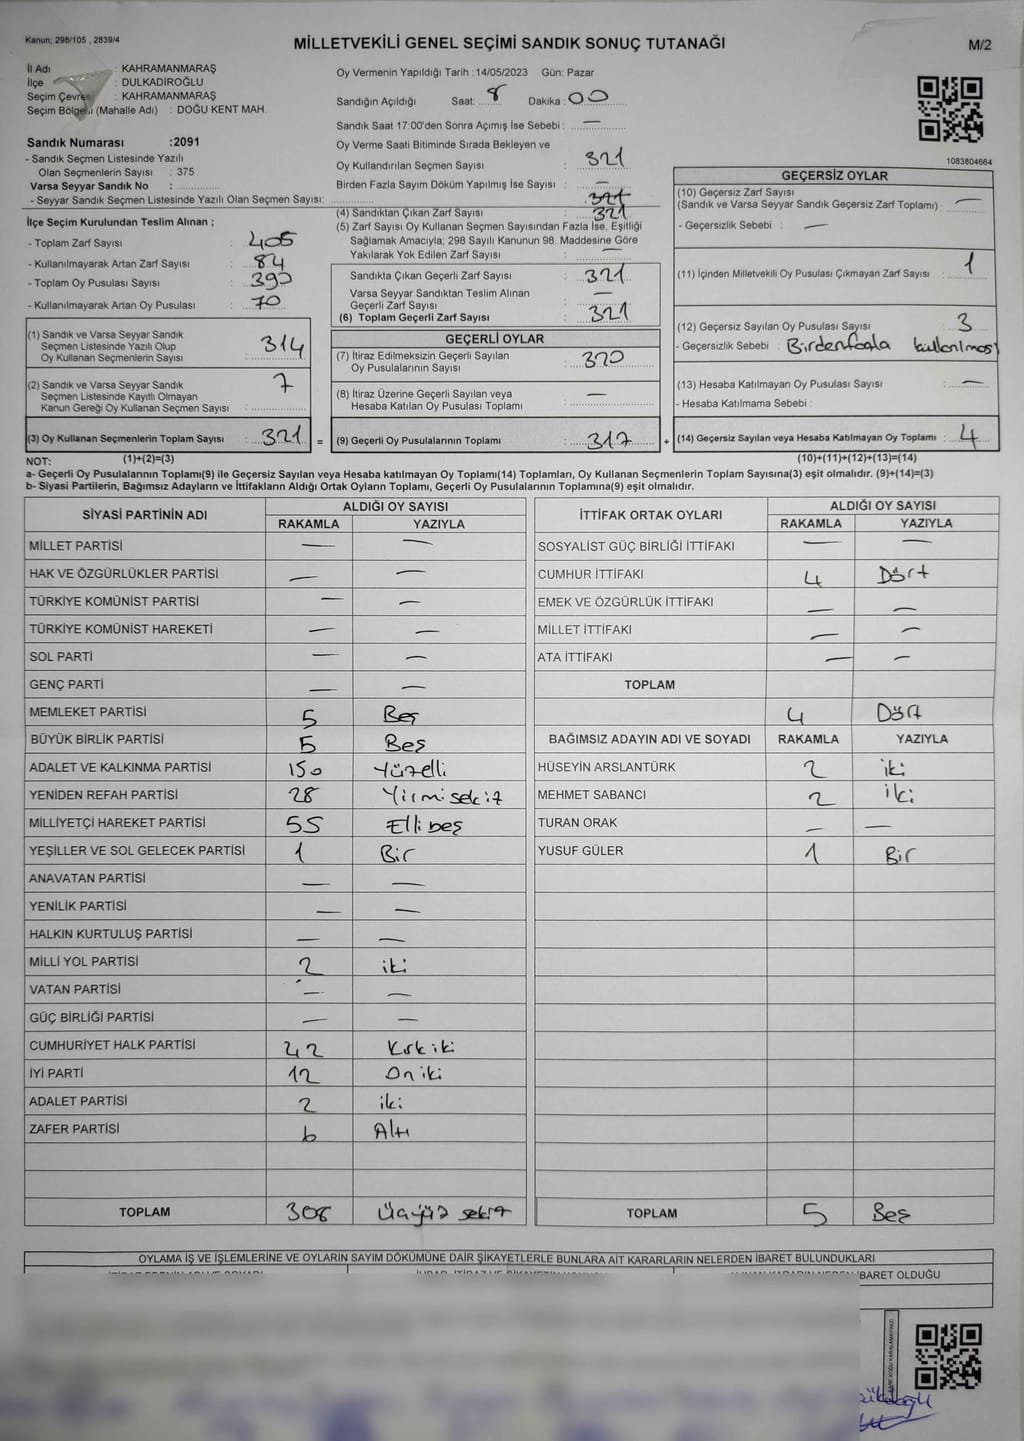 Kanun; 298/105 , 2839/4
MİLLETVEKİLİ GENEL SEÇİMİ SANDIK SONUÇ TUTANAĞI
M/2
İl Adı : KAHRAMANMARAŞ
İlçe : DULKADİROĞLU
Seçim Çevresi : KAHRAMANMARAŞ
Seçim Bölgesi (Mahalle Adı) : DOĞU KENT MAH.
Sandık Numarası :2091
- Sandık Seçmen Listesinde Yazılı
Olan Seçmenlerin Sayısı : 375
Varsa Seyyar Sandık No :
- Seyyar Sandık Seçmen Listesinde Yazılı Olan Seçmen Sayısı:
İlçe Seçim Kurulundan Teslim Alınan ;
- Toplam Zarf Sayısı : 405
- Kullanılmayarak Artan Zarf Sayısı : 84
- Toplam Oy Pusulası Sayısı : 390
- Kullanılmayarak Artan Oy Pusulası : 70
(1) Sandık ve Varsa Seyyar Sandık
Seçmen Listesinde Yazılı Olup
Oy Kullanan Seçmenlerin Sayısı : 314
(2) Sandık ve Varsa Seyyar Sandık
Seçmen Listesinde Kayıtlı Olmayan
Kanun Gereği Oy Kullanan Seçmen Sayısı : 7
(3) Oy Kullanan Seçmenlerin Toplam Sayısı : 321 =
Oy Vermenin Yapıldığı Tarih :14/05/2023 Gün: Pazar
Sandığın Açıldığı Saat: 8 Dakika: 00
Sandık Saat 17:00'den Sonra Açımış İse Sebebi : —
Oy Verme Saati Bitiminde Sırada Bekleyen ve
Oy Kullandırılan Seçmen Sayısı : 321
Birden Fazla Sayım Döküm Yapılmış İse Sayısı : —
321
(4) Sandıktan Çıkan Zarf Sayısı : 321
(5) Zarf Sayısı Oy Kullanan Seçmen Sayısından Fazla İse, Eşitliği
Sağlamak Amacıyla; 298 Sayılı Kanunun 98. Maddesine Göre
Yakılarak Yok Edilen Zarf Sayısı : —
Sandıkta Çıkan Geçerli Zarf Sayısı : 321
Varsa Seyyar Sandıktan Teslim Alınan
Geçerli Zarf Sayısı : —
(6) Toplam Geçerli Zarf Sayısı : 321
GEÇERLİ OYLAR
(7) İtiraz Edilmeksizin Geçerli Sayılan
Oy Pusulalarının Sayısı : 320
(8) İtiraz Üzerine Geçerli Sayılan veya
Hesaba Katılan Oy Pusulası Toplamı : —
(9) Geçerli Oy Pusulalarının Toplamı : 317 +
1083804664
GEÇERSİZ OYLAR
(10) Geçersiz Zarf Sayısı
(Sandık ve Varsa Seyyar Sandık Geçersiz Zarf Toplamı) : —
- Geçersizlik Sebebi : —
(11) İçinden Milletvekili Oy Pusulası Çıkmayan Zarf Sayısı : 1
(12) Geçersiz Sayılan Oy Pusulası Sayısı : 3
- Geçersizlik Sebebi : Birdenfazla kullanılması
(13) Hesaba Katılmayan Oy Pusulası Sayısı : —
- Hesaba Katılmama Sebebi :
(14) Geçersiz Sayılan veya Hesaba Katılmayan Oy Toplamı : 4
NOT: (1)+(2)=(3) (10)+(11)+(12)+(13)=(14)
a- Geçerli Oy Pusulalarının Toplamı(9) ile Geçersiz Sayılan veya Hesaba katılmayan Oy Toplamı(14) Toplamları, Oy Kullanan Seçmenlerin Toplam Sayısına(3) eşit olmalıdır. (9)+(14)=(3)
b- Siyasi Partilerin, Bağımsız Adayların ve İttifakların Aldığı Ortak Oyların Toplamı, Geçerli Oy Pusulalarının Toplamına(9) eşit olmalıdır.
SİYASİ PARTİNİN ADI ALDIĞI OY SAYISI
RAKAMLA YAZIYLA
MİLLET PARTİSİ — —
HAK VE ÖZGÜRLÜKLER PARTİSİ — —
TÜRKİYE KOMÜNİST PARTİSİ — —
TÜRKİYE KOMÜNİST HAREKETİ — —
SOL PARTİ — —
GENÇ PARTİ — —
MEMLEKET PARTİSİ 5 Beş
BÜYÜK BİRLİK PARTİSİ 5 Beş
ADALET VE KALKINMA PARTİSİ 150 Yüzelli
YENİDEN REFAH PARTİSİ 28 Yirmi sekiz
MİLLİYETÇİ HAREKET PARTİSİ 55 Elli beş
YEŞİLLER VE SOL GELECEK PARTİSİ 1 Bir
ANAVATAN PARTİSİ — —
YENİLİK PARTİSİ — —
HALKIN KURTULUŞ PARTİSİ — —
MİLLİ YOL PARTİSİ 2 iki
VATAN PARTİSİ — —
GÜÇ BİRLİĞİ PARTİSİ — —
CUMHURİYET HALK PARTİSİ 42 Kırk iki
İYİ PARTİ 12 On iki
ADALET PARTİSİ 2 iki
ZAFER PARTİSİ 6 Altı
TOPLAM 308 Üçyüz sekiz
İTTİFAK ORTAK OYLARI ALDIĞI OY SAYISI
RAKAMLA YAZIYLA
SOSYALİST GÜÇ BİRLİĞİ İTTİFAKI — —
CUMHUR İTTİFAKI 4 Dört
EMEK VE ÖZGÜRLÜK İTTİFAKI — —
MİLLET İTTİFAKI — —
ATA İTTİFAKI — —
TOPLAM
4 Dört
BAĞIMSIZ ADAYIN ADI VE SOYADI RAKAMLA YAZIYLA
HÜSEYİN ARSLANTÜRK 2 iki
MEHMET SABANCI 2 iki
TURAN ORAK — —
YUSUF GÜLER 1 Bir
TOPLAM 5 Beş
OYLAMA İŞ VE İŞLEMLERİNE VE OYLARIN SAYIM DÖKÜMÜNE DAİR ŞİKAYETLERLE BUNLARA AİT KARARLARIN NELERDEN İBARET BULUNDUKLARI
İBARET OLDUĞU